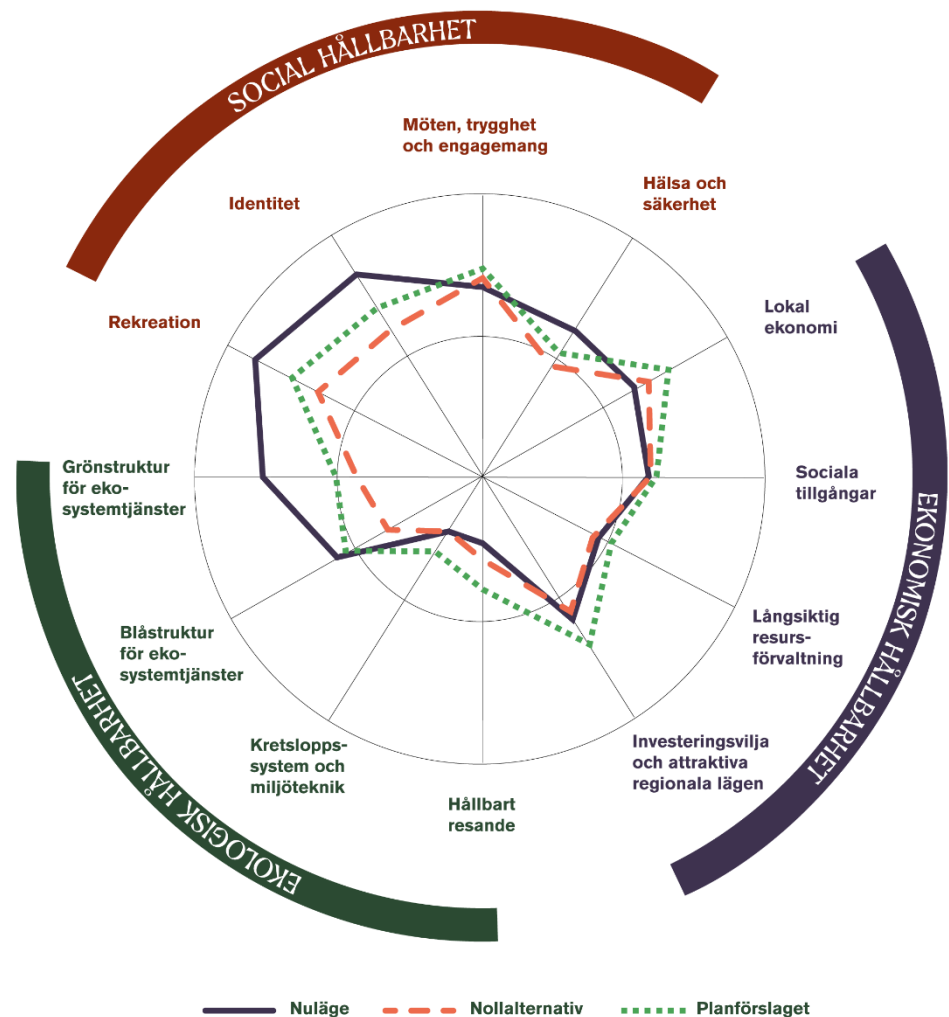 SOCIAL HÅLLBARHET
Möten, trygghet
och engagemang
Identitet
Hälsa och
säkerhet
Rekreation
Lokal
ekonomi
Grönstruktur
för eko-
systemtjänster
Sociala
tillgångar
EKONOMISK HÅLLBARHET
Blåstruktur
för eko-
systemtjänster
Långsiktig
resurs-
förvaltning
EKOLOGISK HÅLLBARHET
Kretslopps-
system och
miljöteknik
Investeringsvilja
och attraktiva
regionala lägen
Hållbart
resande
Nuläge
Nollalternativ
Planförslaget